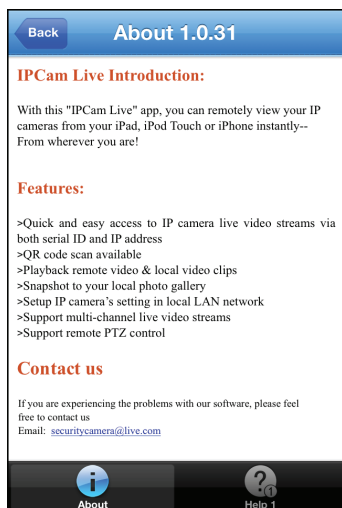 Back
About 1.0.31
IPCam Live Introduction:
With this "IPCam Live" app, you can remotely view your IP
cameras from your iPad, iPod Touch or iPhone instantly--
From wherever you are!
Features:
>Quick and easy access to IP camera live video streams via
both serial ID and IP address
>QR code scan available
>Playback remote video & local video clips
>Snapshot to your local photo gallery
>Setup IP camera's setting in local LAN network
>Support multi-channel live video streams
>Support remote PTZ control
Contact us
If you are experiencing the problems with our software, please feel
free to contact us
Email: securitycamera@live.com
About
Help 1